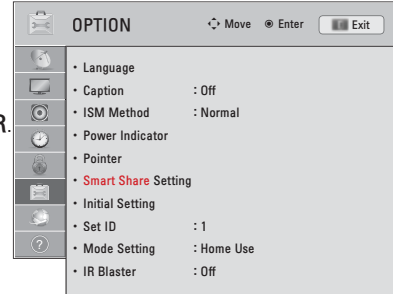 OPTION Move Enter Exit
• Language
• Caption : Off
• ISM Method : Normal
R.
• Power Indicator
• Pointer
• Smart Share Setting
• Initial Setting
• Set ID : 1
• Mode Setting : Home Use
• IR Blaster : Off
?